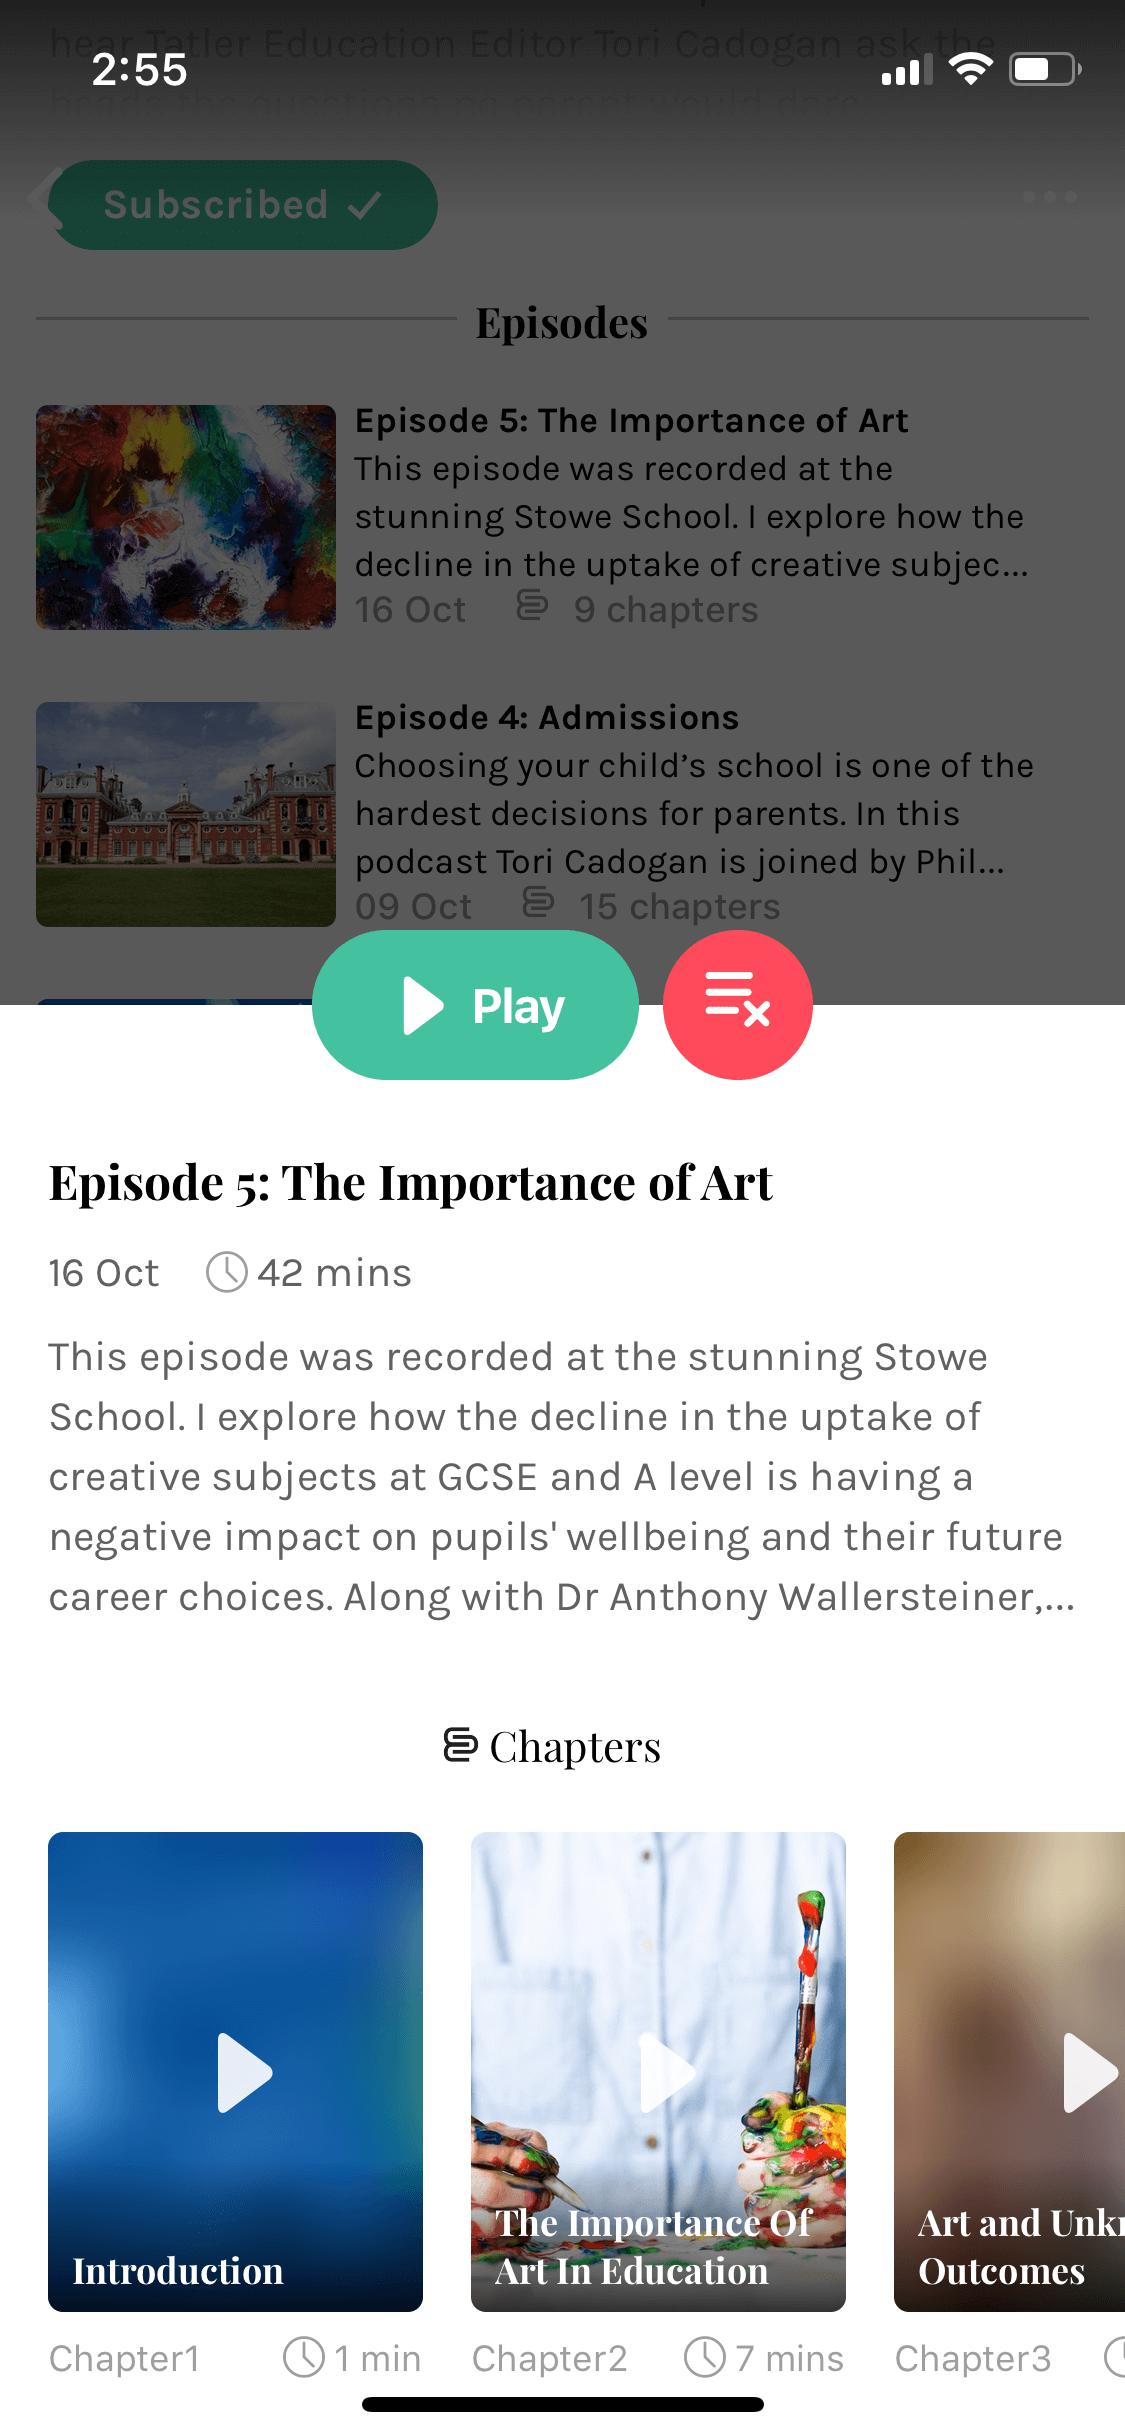 hear Tatler Education Editor Tori Cadogan ask the
2:55
heads the questions no parent would dare
Subscribed
Episodes
Episode 5: The Importance of Art
This episode was recorded at the
stunning Stowe School. I explore how the
decline in the uptake of creative subjec...
16 Oct 9 chapters
Episode 4: Admissions
Choosing your child’s school is one of the
hardest decisions for parents. In this
podcast Tori Cadogan is joined by Phil...
09 Oct 15 chapters
Play
Episode 5: The Importance of Art
16 Oct 42 mins
This episode was recorded at the stunning Stowe
School. I explore how the decline in the uptake of
creative subjects at GCSE and A level is having a
negative impact on pupils' wellbeing and their future
career choices. Along with Dr Anthony Wallersteiner,...
Chapters
Introduction
The Importance Of
Art In Education
Art and
Outcomes
Chapter1 1 min
Chapter2 7 mins
Chapter3